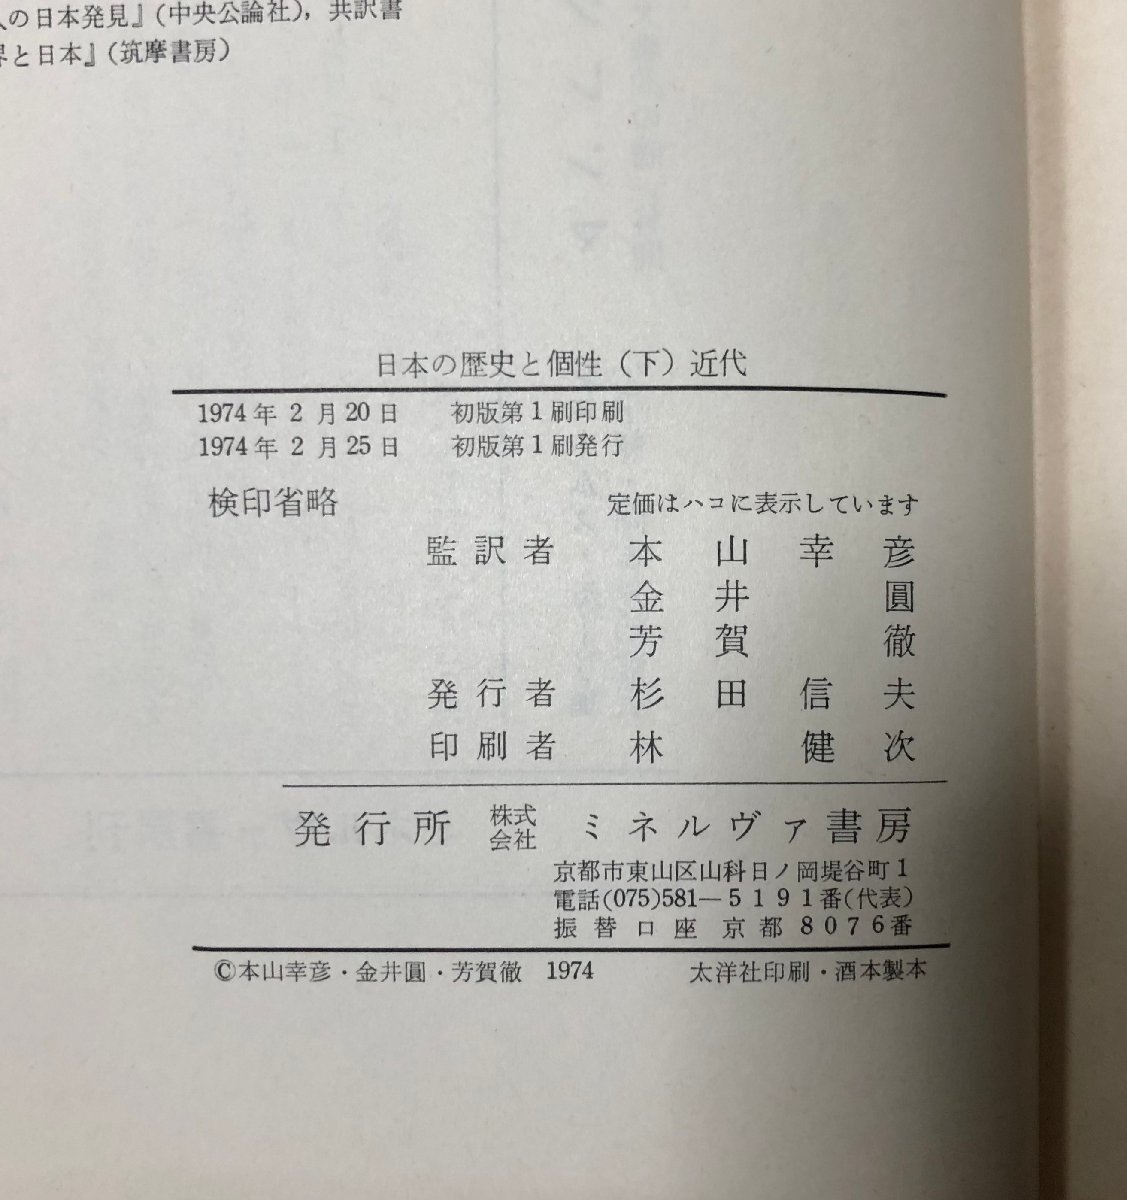 人の日本発見』(中央公論社)，共訳書
界と日本』(筑摩書房)
日本の歴史と個性（下）近代
1974年 2 月 20 日 初版第 1 刷印刷
1974年 2 月 25 日 初版第 1 刷発行
検印省略 定価はハコに表示しています
監訳者 本山幸彦
金井圓
芳賀徹
発行者 杉田信夫
印刷者 林健次
発行所 株式会社 ミネルヴァ書房
京都市東山区山科日ノ岡堤谷町 1
電話(075)581—5191番(代表)
振替口座 京都 8076番
©本山幸彦・金井圓・芳賀徹 1974 太洋社印刷・酒本製本